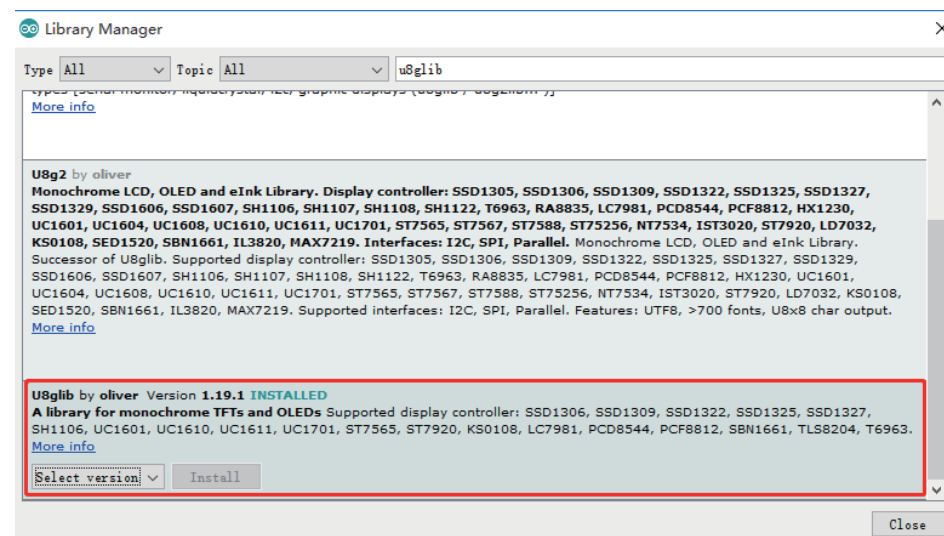 Library Manager
Type All Topic All u8glib
More info
U8g2 by oliver
Monochrome LCD, OLED and eInk Library. Display controller: SSD1305, SSD1306, SSD1309, SSD1322, SSD1325, SSD1327,
SSD1329, SSD1606, SSD1607, SH1106, SH1107, SH1108, SH1122, T6963, RA8835, LC7981, PCD8544, PCF8812, HX1230,
UC1601, UC1604, UC1608, UC1610, UC1611, UC1701, ST7565, ST7567, ST7588, ST75256, NT7534, IST3020, ST7920, LD7032,
KS0108, SED1520, SBN1661, IL3820, MAX7219. Interfaces: I2C, SPI, Parallel. Monochrome LCD, OLED and eInk Library.
Successor of U8glib. Supported display controller: SSD1305, SSD1306, SSD1309, SSD1322, SSD1325, SSD1327, SSD1329,
SSD1606, SSD1607, SH1106, SH1107, SH1108, SH1122, T6963, RA8835, LC7981, PCD8544, PCF8812, HX1230, UC1601,
UC1604, UC1608, UC1610, UC1611, UC1701, ST7565, ST7567, ST7588, ST75256, NT7534, IST3020, ST7920, LD7032, KS0108,
SED1520, SBN1661, IL3820, MAX7219. Supported interfaces: I2C, SPI, Parallel. Features: UTF8, >700 fonts, U8x8 char output.
More info
U8glib by oliver Version 1.19.1 INSTALLED
A library for monochrome TFTs and OLEDs Supported display controller: SSD1306, SSD1309, SSD1322, SSD1325, SSD1327,
SH1106, UC1601, UC1610, UC1611, UC1701, ST7565, ST7920, KS0108, LC7981, PCD8544, PCF8812, SBN1661, TLS8204, T6963.
More info
Select version Install
Close